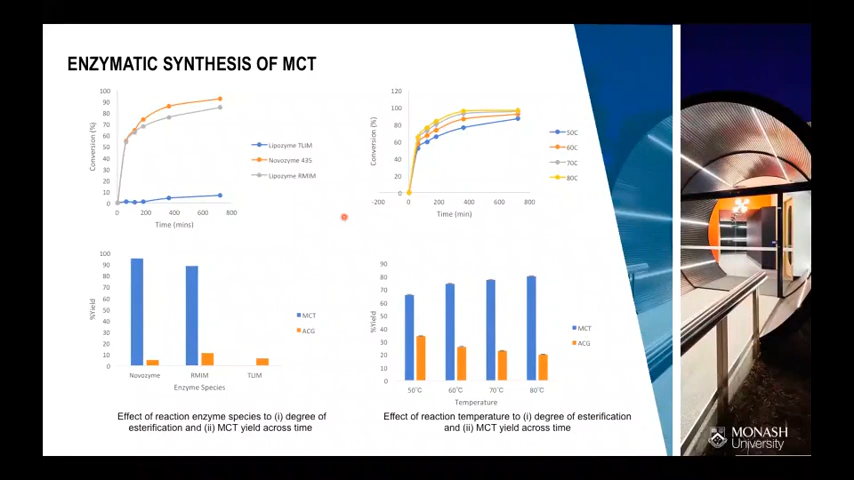 ENZYMATIC SYNTHESIS OF MCT
100
90
80
70
60
50
40
30
20
10
0
Conversion (%)
0 200 400 600 800
Time (mins)
Lipozyme TLIM
Novozyme 435
Lipozyme RMIM
120
100
80
60
40
20
0
Conversion (%)
-200 0 200 400 600 800
Time (min)
50C
60C
70C
80C
100
90
80
70
60
50
40
30
20
10
0
%Yield
Novozyme RMIM TLIM
Enzyme Species
MCT
ACG
90
80
70
60
50
40
30
20
10
0
%Yield
50˚C 60˚C 70˚C 80˚C
Temperature
MCT
ACG
Effect of reaction enzyme species to (i) degree of
esterification and (ii) MCT yield across time
Effect of reaction temperature to (i) degree of esterification
and (ii) MCT yield across time
MONASH
University